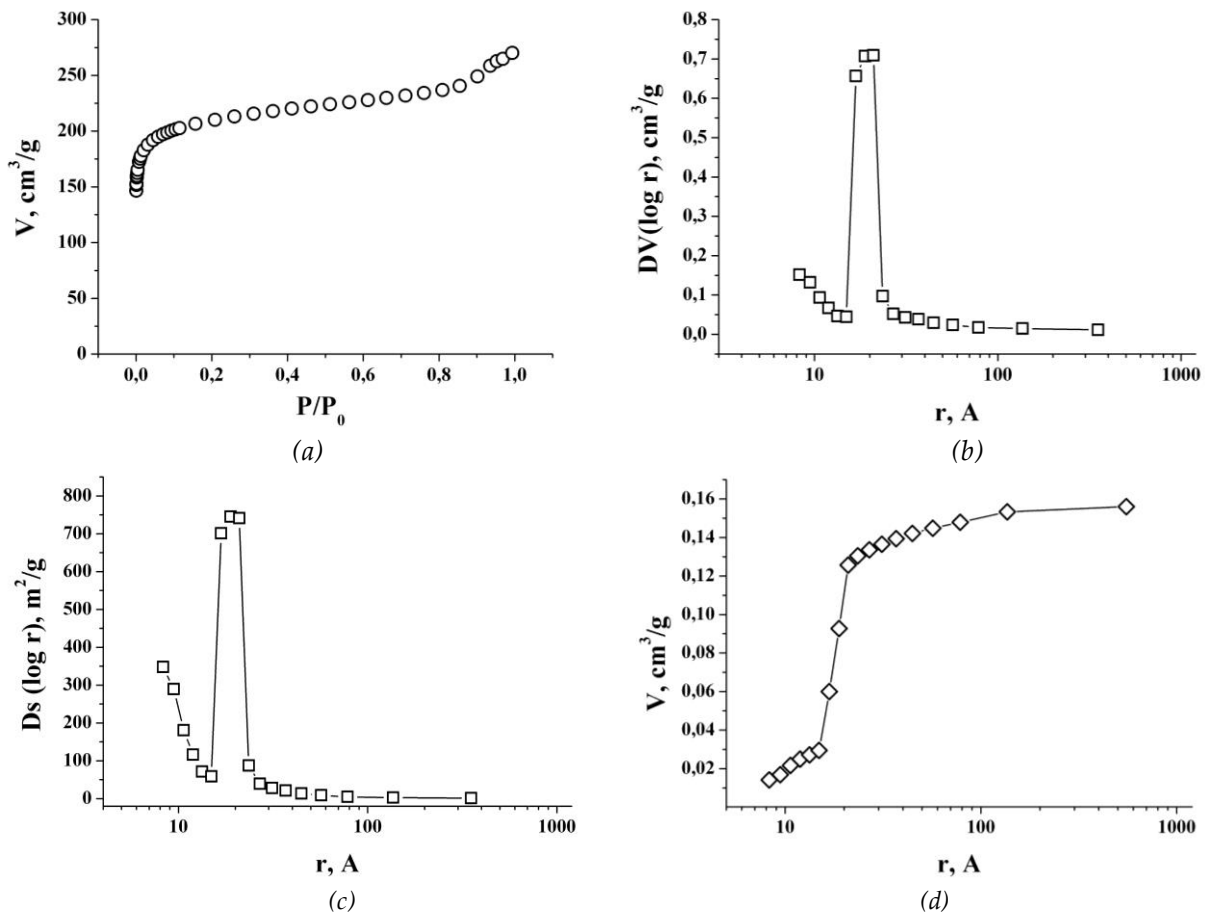 300
250
200
150
100
50
0
V, cm³/g
0,0 0,2 0,4 0,6 0,8 1,0
P/P₀
(a)
0,8
0,7
0,6
0,5
0,4
0,3
0,2
0,1
0,0
DV(log r), cm³/g
10 100 1000
r, A
(b)
800
700
600
500
400
300
200
100
0
Ds (log r), m²/g
10 100 1000
r, A
(c)
0,16
0,14
0,12
0,10
0,08
0,06
0,04
0,02
V, cm³/g
10 100 1000
r, A
(d)